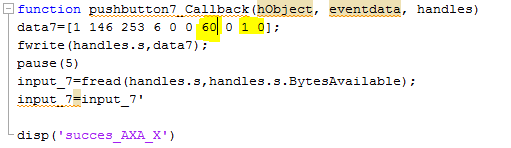 function pushbutton7_Callback(hObject, eventdata, handles)
data7=[1 146 253 6 0 0 60 0 1 0];
fwrite(handles.s,data7);
pause(5)
input_7=fread(handles.s,handles.s.BytesAvailable);
input_7=input_7'
disp('succes_AXA_X')